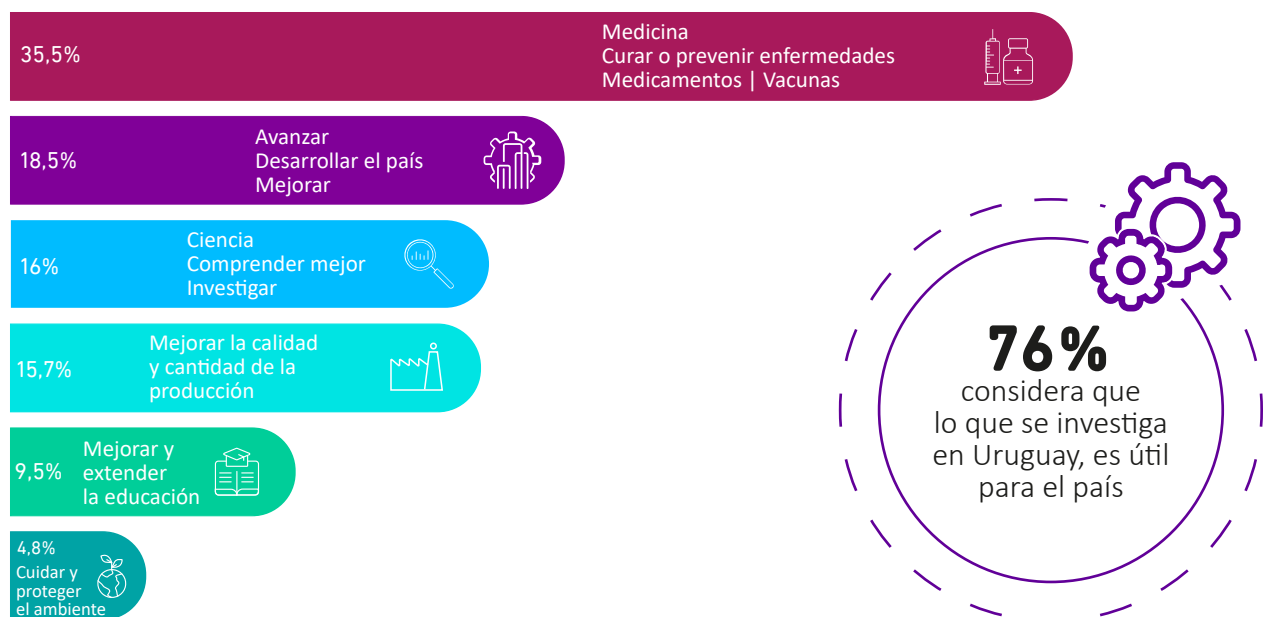 35,5%
Medicina
Curar o prevenir enfermedades
Medicamentos | Vacunas
18,5%
Avanzar
Desarrollar el país
Mejorar
16%
Ciencia
Comprender mejor
Investigar
15,7%
Mejorar la calidad
y cantidad de la
producción
9,5%
Mejorar y
extender
la educación
4,8%
Cuidar y
proteger
el ambiente
76%
considera que
lo que se investiga
en Uruguay, es útil
para el país